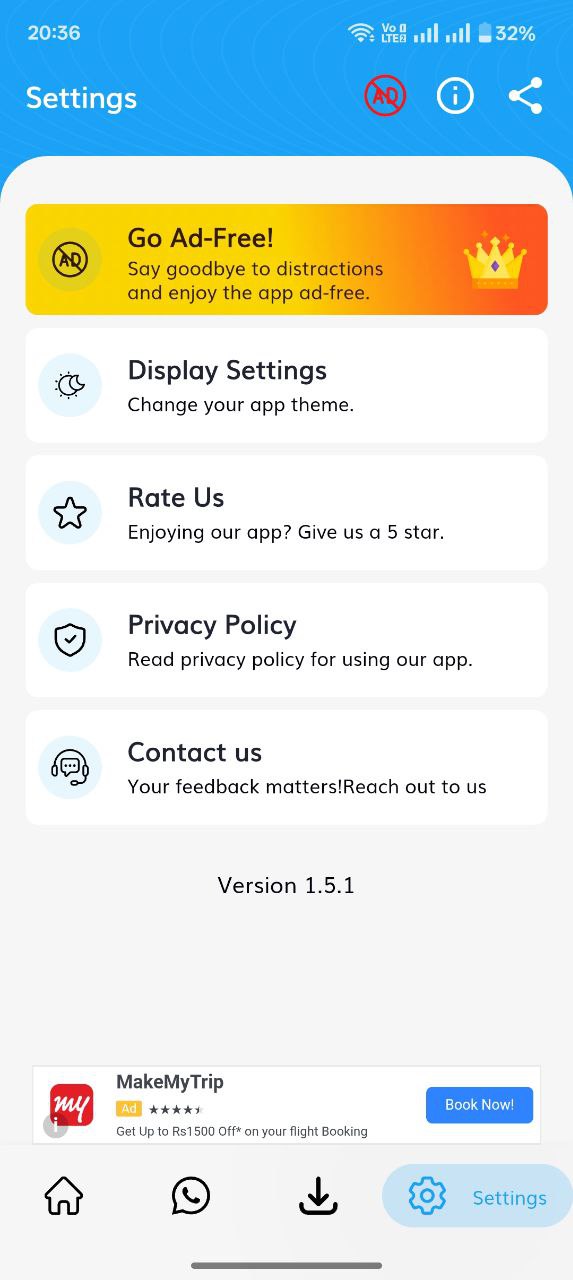 20:36
Vo
LTE2
32%
Settings
AD
AD
Go Ad-Free!
Say goodbye to distractions
and enjoy the app ad-free.
Display Settings
Change your app theme.
Rate Us
Enjoying our app? Give us a 5 star.
Privacy Policy
Read privacy policy for using our app.
Contact us
Your feedback matters!Reach out to us
Version 1.5.1
my
MakeMyTrip
Ad
Get Up to Rs1500 Off* on your flight Booking
Book Now!
Settings